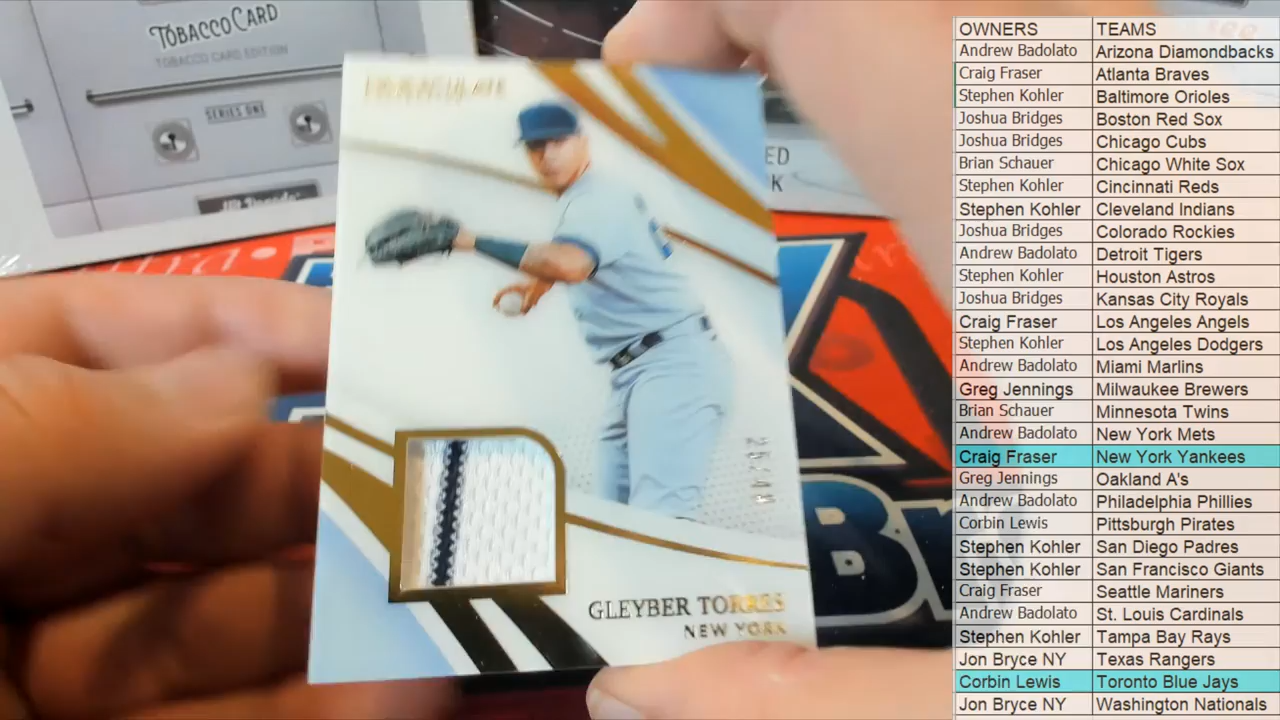 TOBACCO CARD
TOBACCO CARD EDITION
SERIES ONE
IMMACULATE
ED
K
GLEYBER TORRES
NEW YORK
Br
OWNERS TEAMS
Andrew Badolato Arizona Diamondbacks
Craig Fraser Atlanta Braves
Stephen Kohler Baltimore Orioles
Joshua Bridges Boston Red Sox
Joshua Bridges Chicago Cubs
Brian Schauer Chicago White Sox
Stephen Kohler Cincinnati Reds
Stephen Kohler Cleveland Indians
Joshua Bridges Colorado Rockies
Andrew Badolato Detroit Tigers
Stephen Kohler Houston Astros
Joshua Bridges Kansas City Royals
Craig Fraser Los Angeles Angels
Stephen Kohler Los Angeles Dodgers
Andrew Badolato Miami Marlins
Greg Jennings Milwaukee Brewers
Brian Schauer Minnesota Twins
Andrew Badolato New York Mets
Craig Fraser New York Yankees
Greg Jennings Oakland A's
Andrew Badolato Philadelphia Phillies
Corbin Lewis Pittsburgh Pirates
Stephen Kohler San Diego Padres
Stephen Kohler San Francisco Giants
Craig Fraser Seattle Mariners
Andrew Badolato St. Louis Cardinals
Stephen Kohler Tampa Bay Rays
Jon Bryce NY Texas Rangers
Corbin Lewis Toronto Blue Jays
Jon Bryce NY Washington Nationals